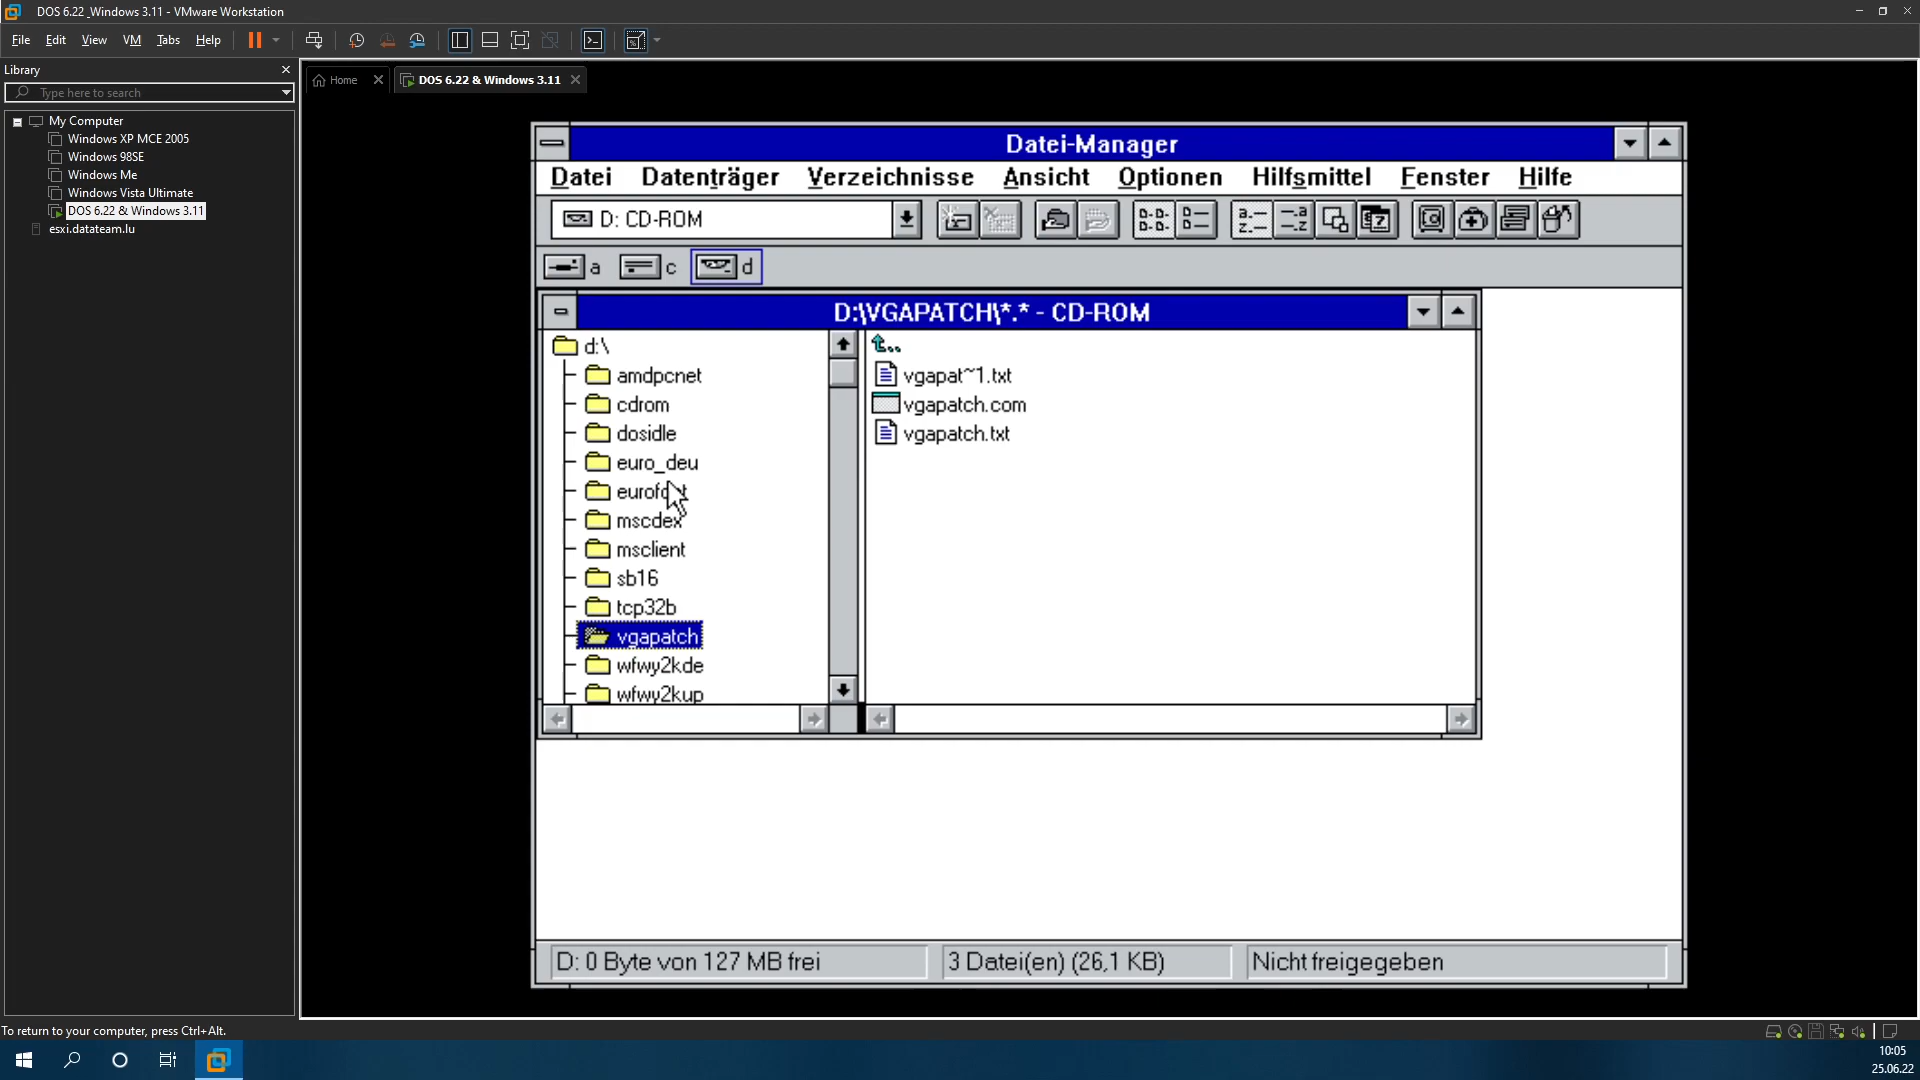 DOS 6.22 _Windows 3.11 - VMware Workstation
File Edit View VM Tabs Help
Library
Type here to search
My Computer
Windows XP MCE 2005
Windows 98SE
Windows Me
Windows Vista Ultimate
DOS 6.22 & Windows 3.11
esxi.datateam.lu
Home
DOS 6.22 & Windows 3.11
Datei-Manager
Datei Datenträger Verzeichnisse Ansicht Optionen Hilfsmittel Fenster Hilfe
D: CD-ROM
a c d
D:\VGAPATCH\*.* - CD-ROM
d:\
amdpcnet
cdrom
dosidle
euro_deu
mscdex
msclient
sb16
tcp32b
vgapatch
wfwy2kde
wfwy2kup
..
vgapat~1.txt
vgapatch.com
vgapatch.txt
D: 0 Byte von 127 MB frei
3 Datei(en) (26,1 KB)
Nicht freigegeben
To return to your computer, press Ctrl+Alt.
10:05
25.06.22